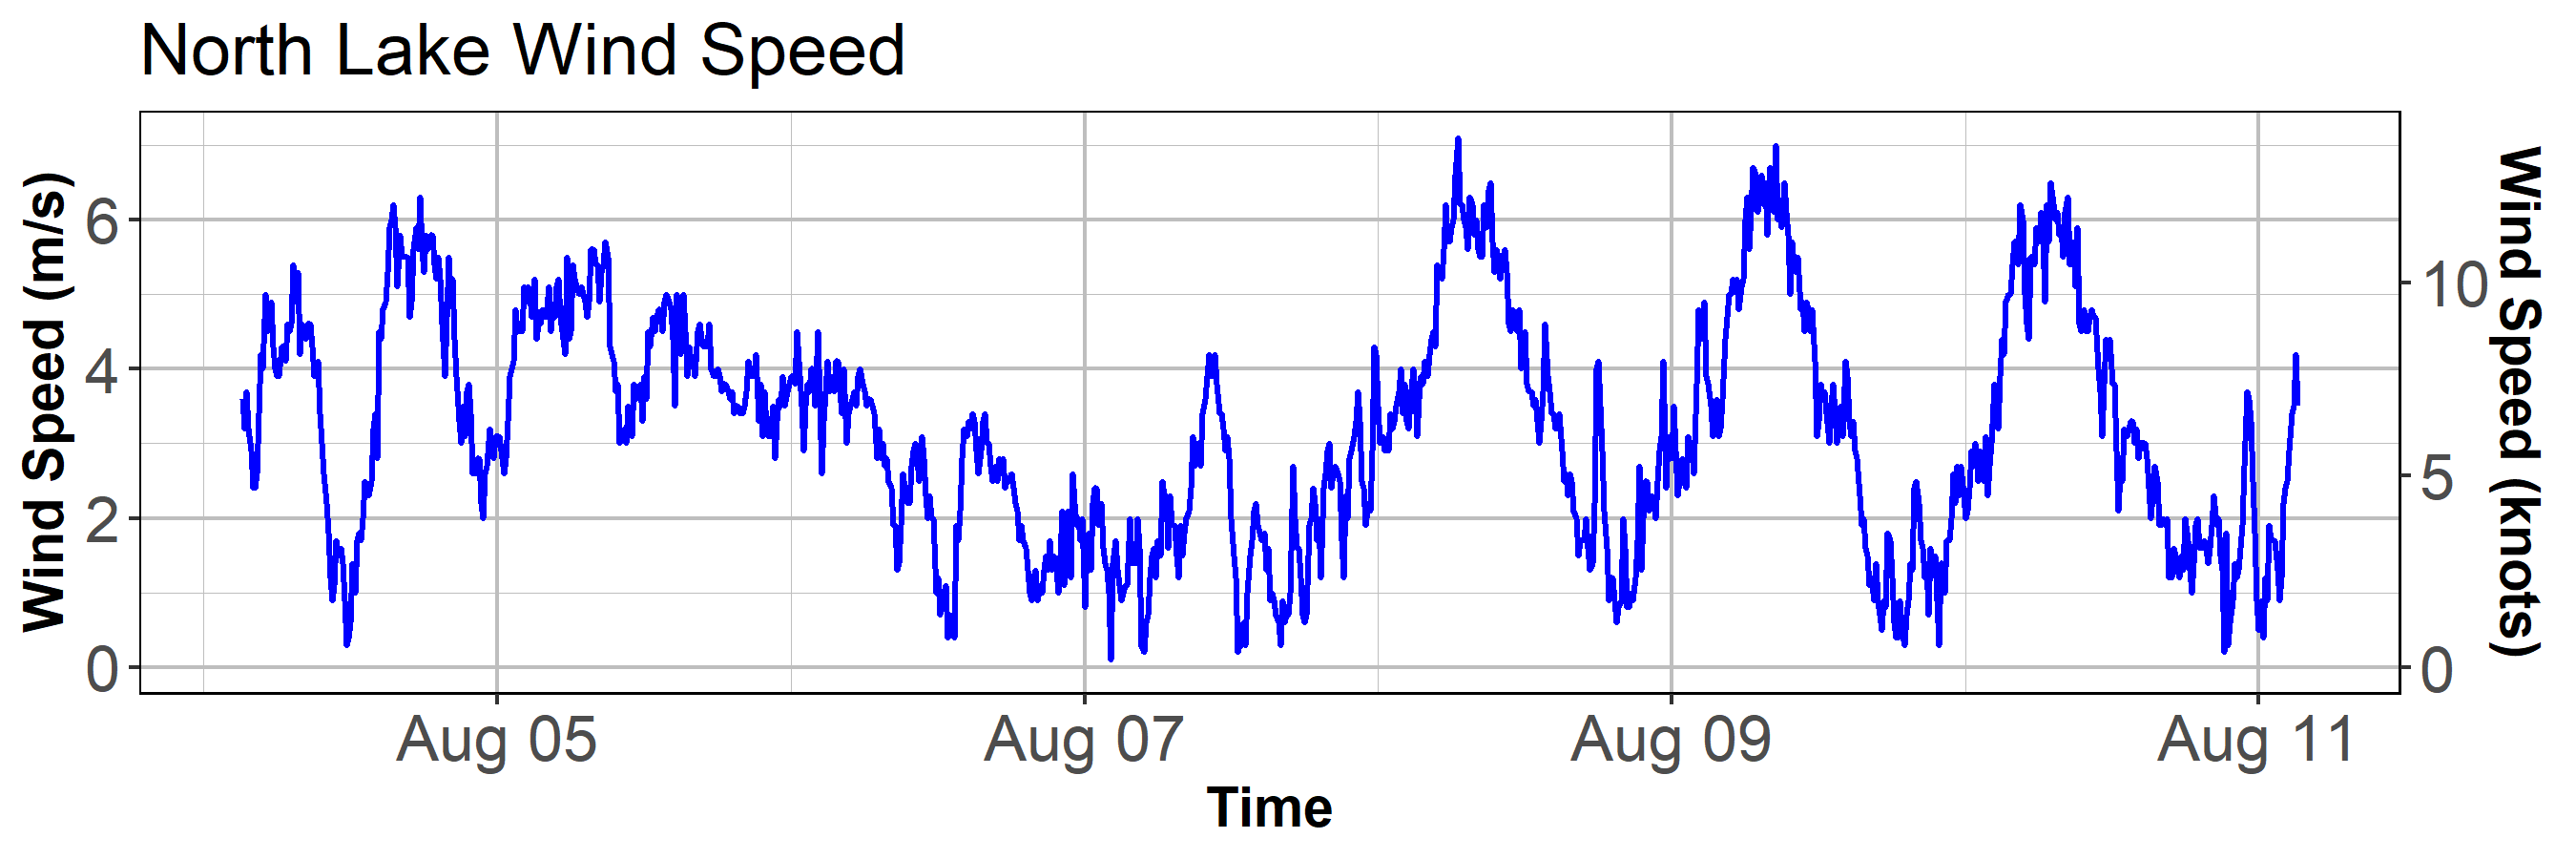 North Lake Wind Speed
Wind Speed (m/s)
6
4
2
0
10
5
0
Wind Speed (knots)
Aug 05
Aug 07
Aug 09
Aug 11
Time